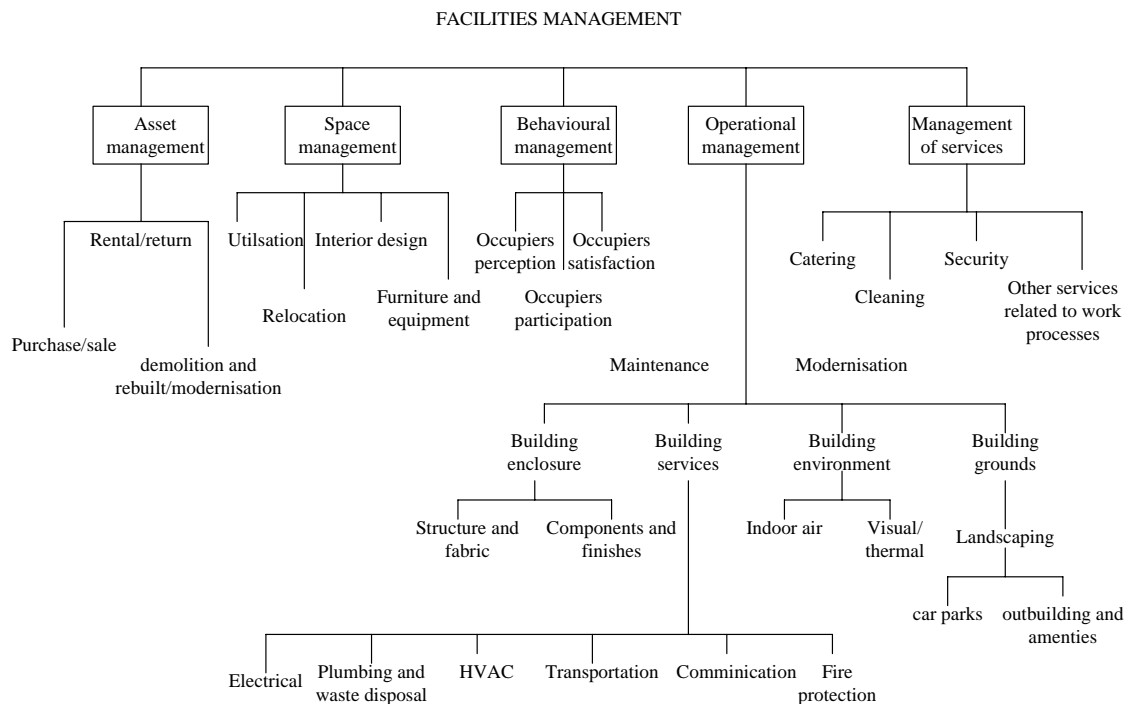 FACILITIES MANAGEMENT
Asset
management
Space
management
Behavioural
management
Operational
management
Management
of services
Rental/return
Purchase/sale
demolition and
rebuilt/modernisation
Utilsation
Interior design
Relocation
Furniture and
equipment
Occupiers
perception
Occupiers
satisfaction
Occupiers
participation
Catering
Cleaning
Security
Other services
related to work
processes
Maintenance
Modernisation
Building
enclosure
Building
services
Building
environment
Building
grounds
Structure and
fabric
Components and
finishes
Indoor air
Visual/
thermal
Landscaping
car parks
outbuilding and
amenties
Electrical
Plumbing and
waste disposal
HVAC
Transportation
Comminication
Fire
protection